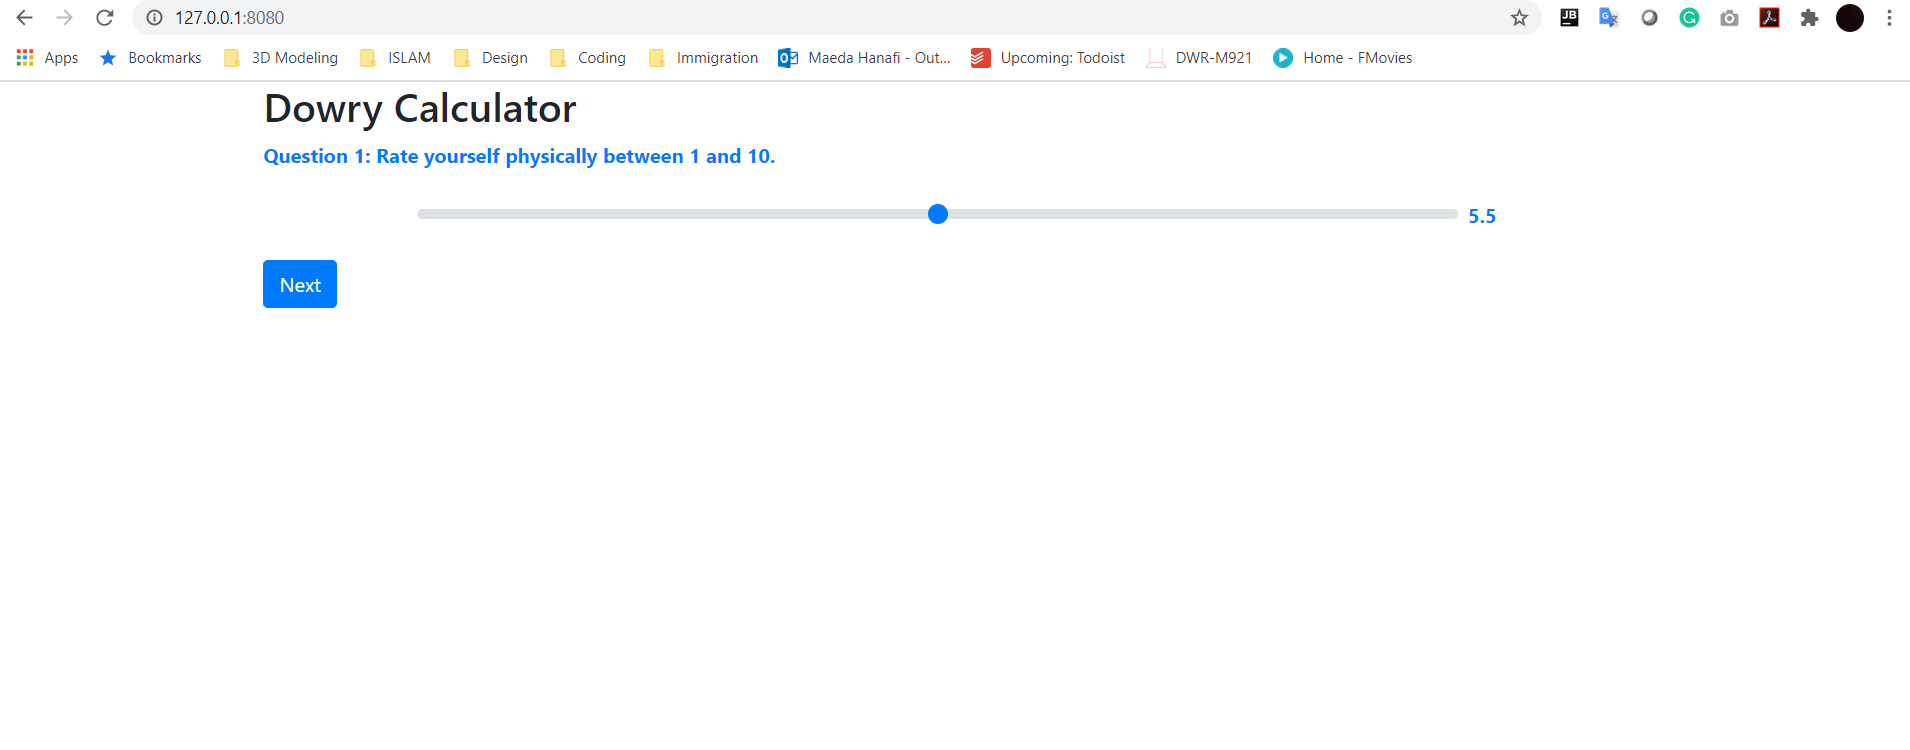 127.0.0.1:8080
Apps Bookmarks 3D Modeling ISLAM Design Coding Immigration Maeda Hanafi - Out... Upcoming: Todoist DWR-M921 Home - FMovies
Dowry Calculator
Question 1: Rate yourself physically between 1 and 10.
5.5
Next